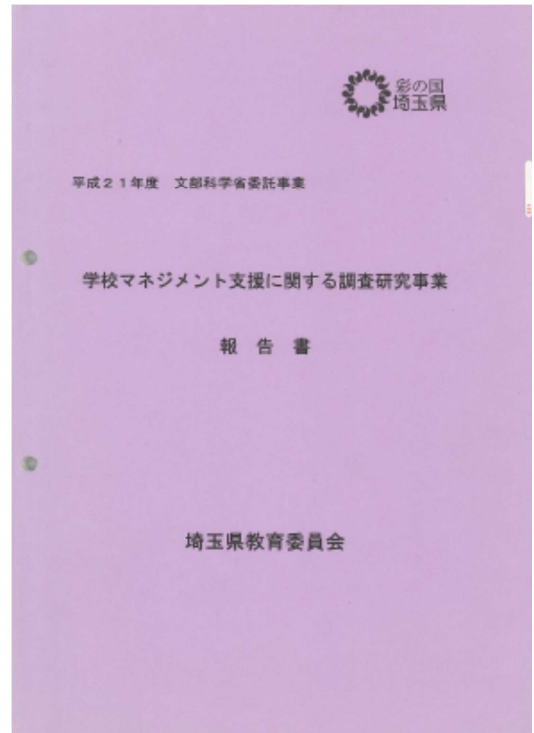 彩の国
埼玉県
平成２１年度　文部科学省委託事業
学校マネジメント支援に関する調査研究事業
報　告　書
埼玉県教育委員会